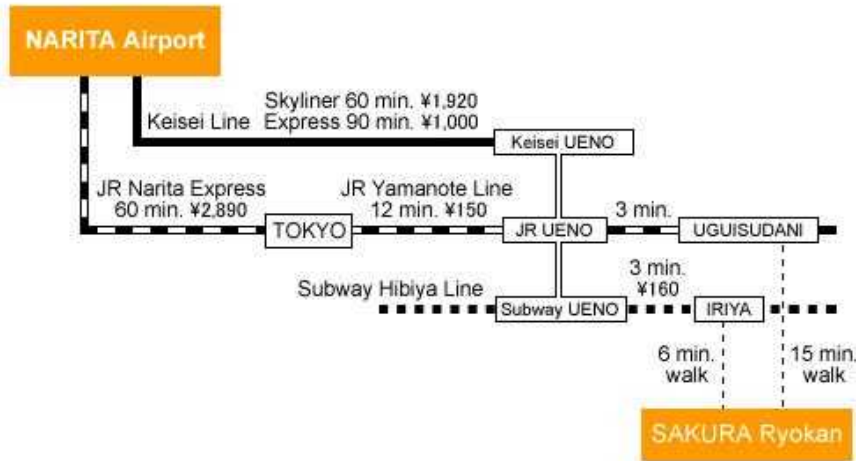 NARITA Airport
Skyliner 60 min. ¥1,920
Keisei Line Express 90 min. ¥1,000
Keisei UENO
JR Narita Express
60 min. ¥2,890
JR Yamanote Line
12 min. ¥150
3 min.
TOKYO
JR UENO
UGUISUDANI
Subway Hibiya Line
3 min.
¥160
Subway UENO
IRIYA
6 min.
walk
15 min.
walk
SAKURA Ryokan